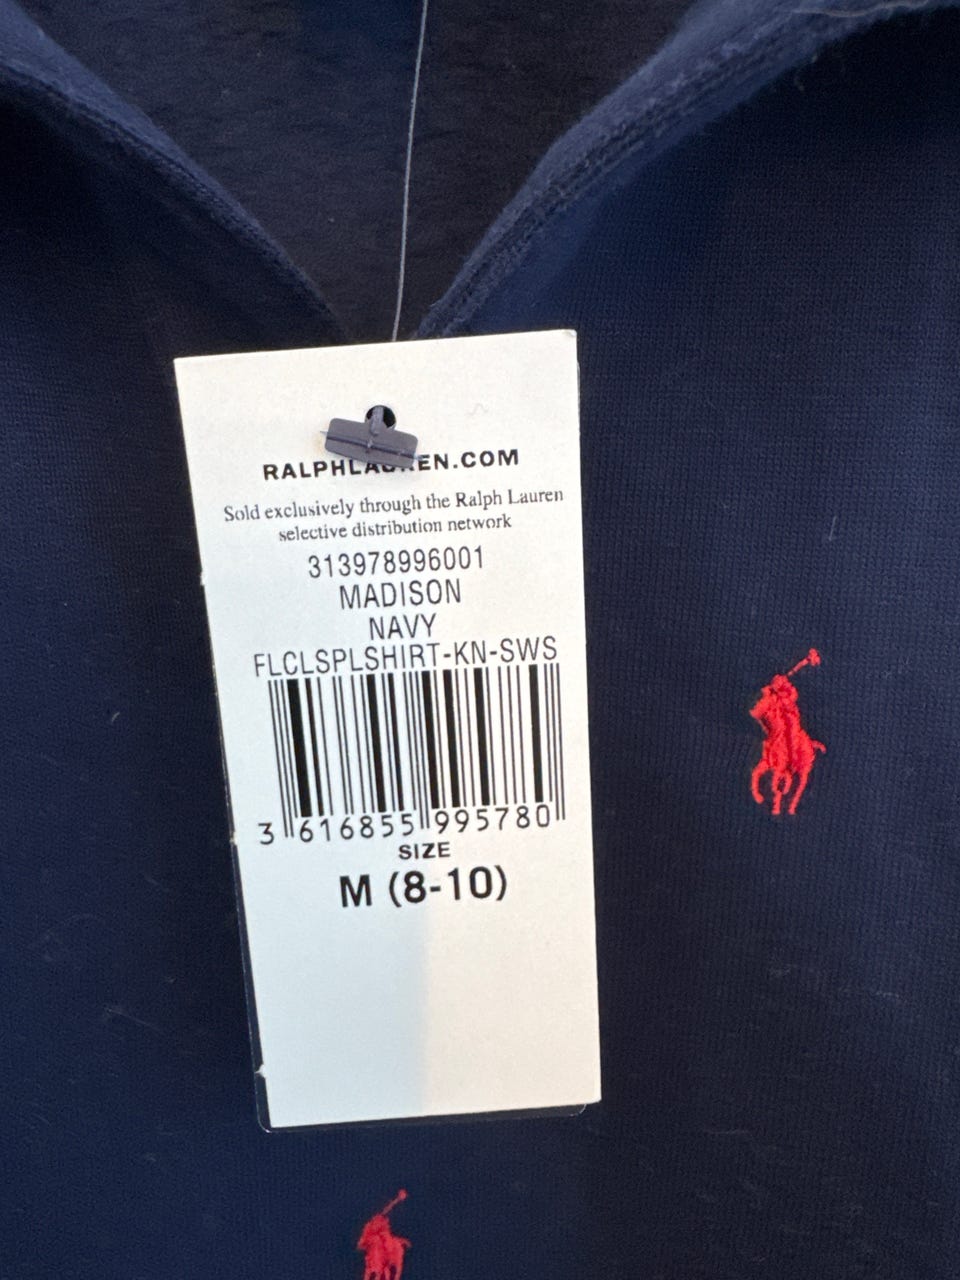 RALPHLAUREN.COM
Sold exclusively through the Ralph Lauren
selective distribution network
313978996001
MADISON
NAVY
FLCLSPLSHIRT-KN-SWS
3 616855 995780
SIZE
M (8-10)